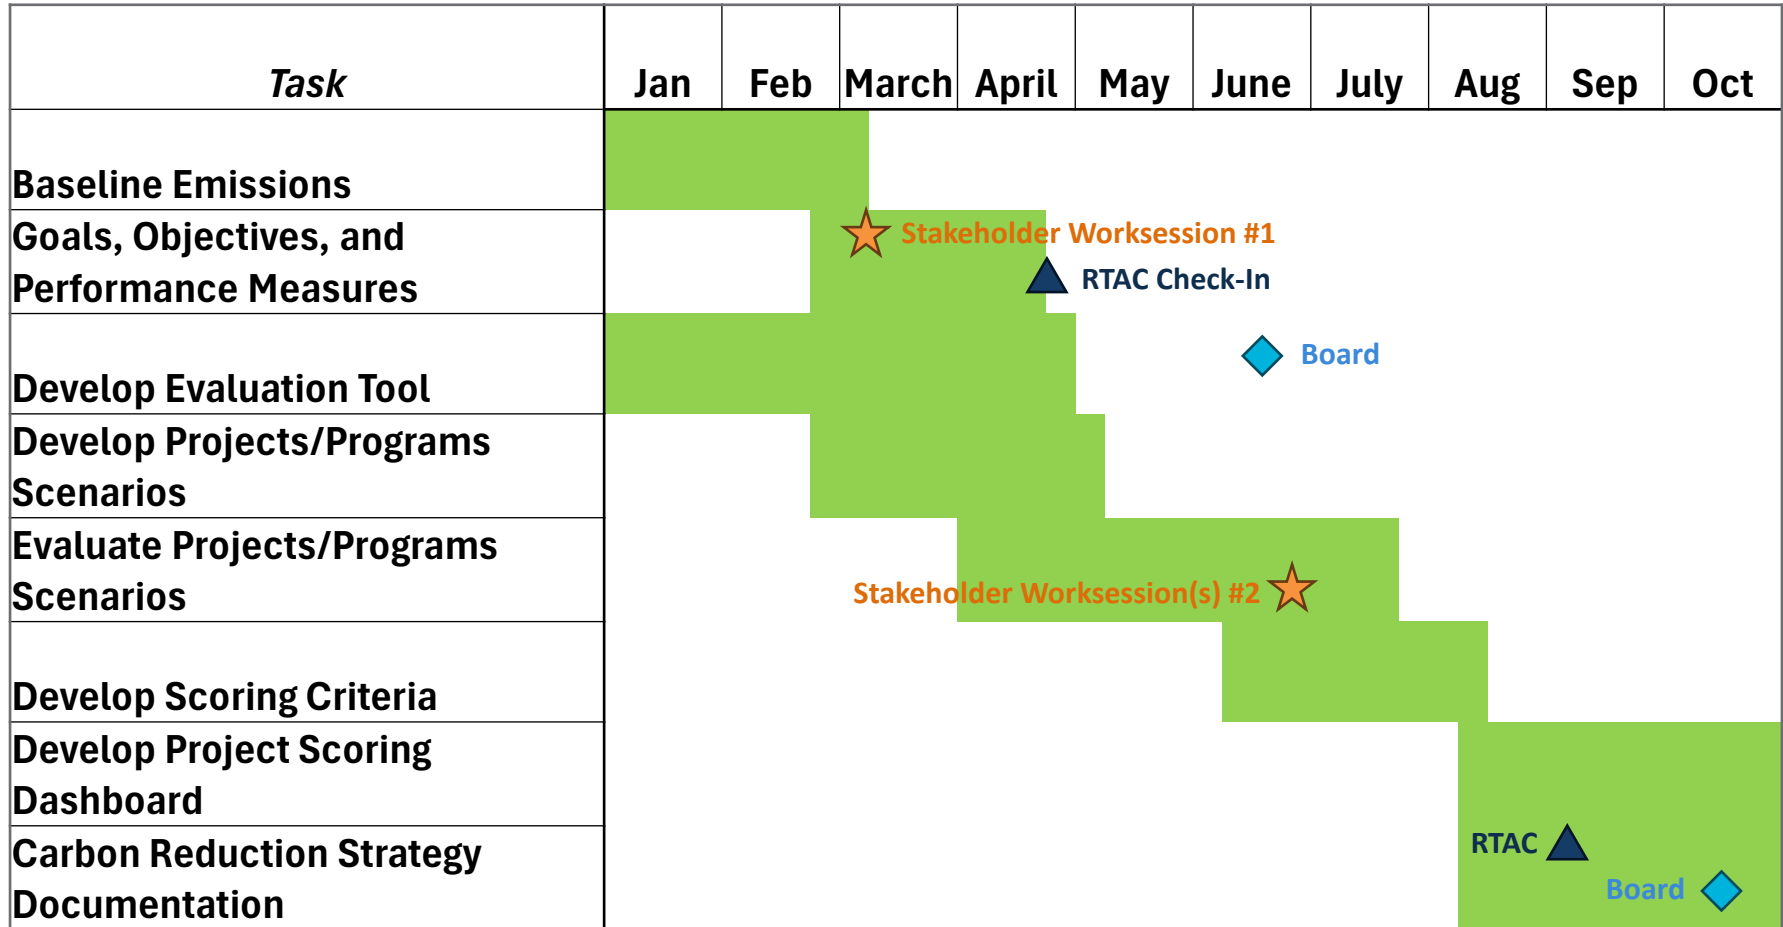 Task Jan Feb March April May June July Aug Sep Oct
Baseline Emissions
Goals, Objectives, and
Performance Measures
Stakeholder Worksession #1
RTAC Check-In
Develop Evaluation Tool
Board
Develop Projects/Programs
Scenarios
Evaluate Projects/Programs
Scenarios
Stakeholder Worksession(s) #2
Develop Scoring Criteria
Develop Project Scoring
Dashboard
Carbon Reduction Strategy
Documentation
RTAC
Board